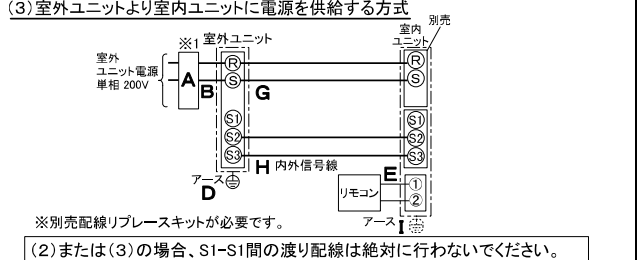 (3)室外ユニットより室内ユニットに電源を供給する方式
別売
※1
室外ユニット
室内
ユニット
室外
ユニット電源
単相 200V
A
B
R
S
G
R
S
S1
S2
S3
S1
S2
S3
H 内外信号線
アース
D
E
リモコン
1
2
アース
I
※別売配線リプレースキットが必要です。
(2)または(3)の場合、S1-S1間の渡り配線は絶対に行わないでください。